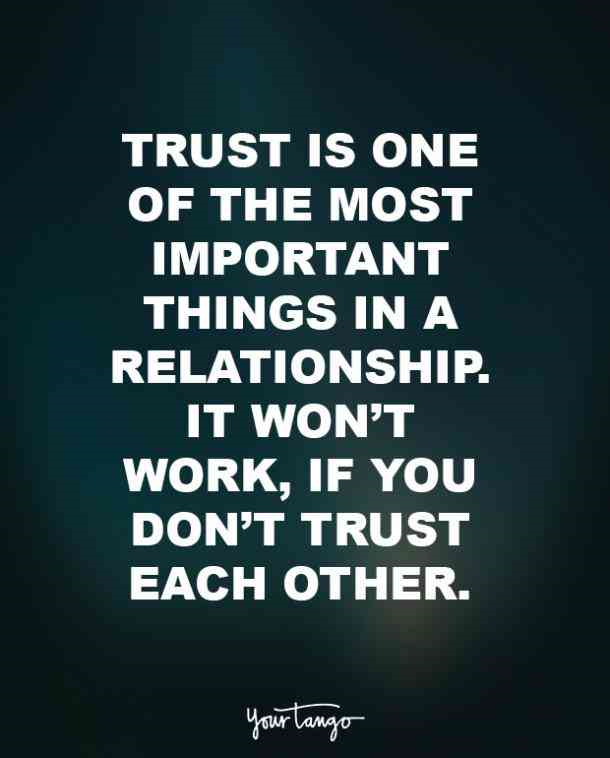 TRUST IS ONE
OF THE MOST
IMPORTANT
THINGS IN A
RELATIONSHIP.
IT WON’T
WORK, IF YOU
DON’T TRUST
EACH OTHER.
YourTango